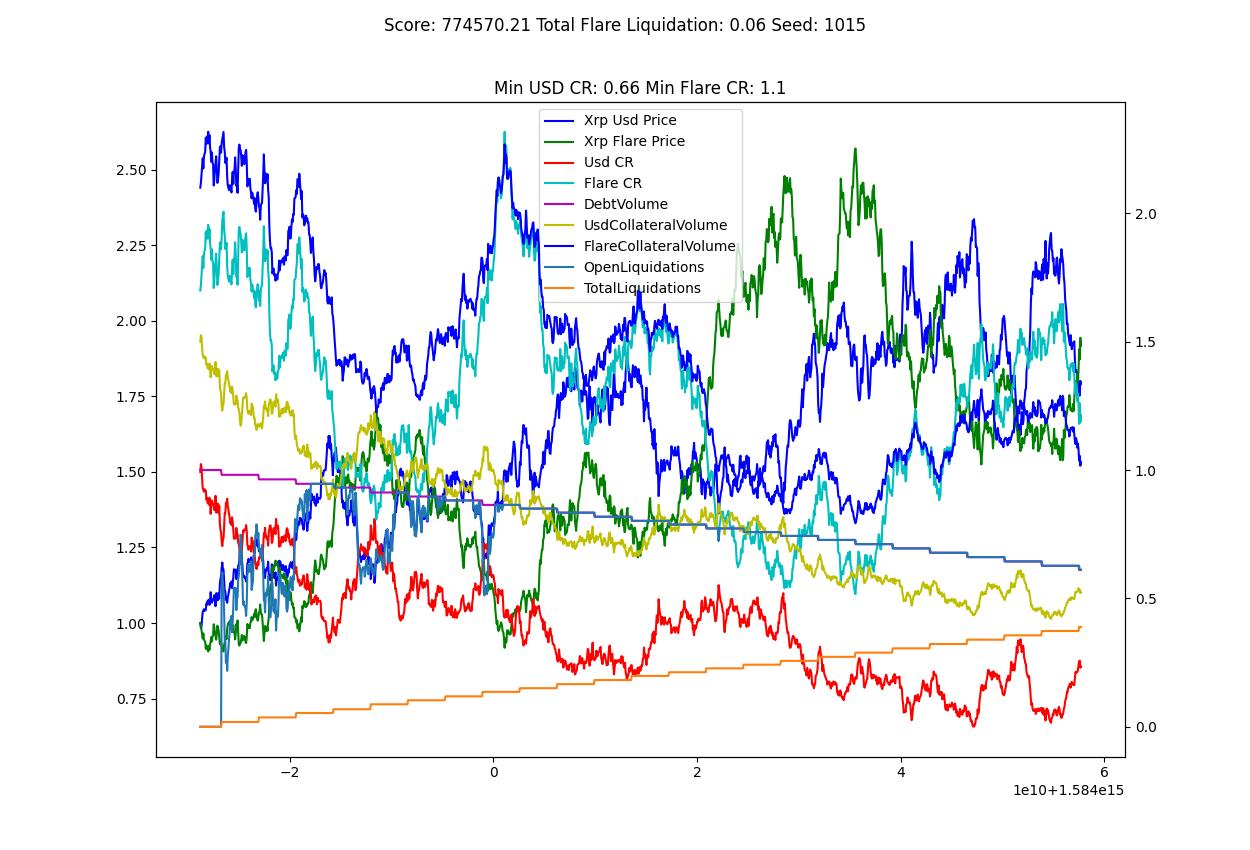 Score: 774570.21 Total Flare Liquidation: 0.06 Seed: 1015
Min USD CR: 0.66 Min Flare CR: 1.1
Xrp Usd Price
Xrp Flare Price
Usd CR
Flare CR
DebtVolume
UsdCollateralVolume
FlareCollateralVolume
OpenLiquidations
TotalLiquidations
2.50
2.25
2.00
1.75
1.50
1.25
1.00
0.75
2.0
1.5
1.0
0.5
0.0
−2 0 2 4 6
1e10+1.584e15